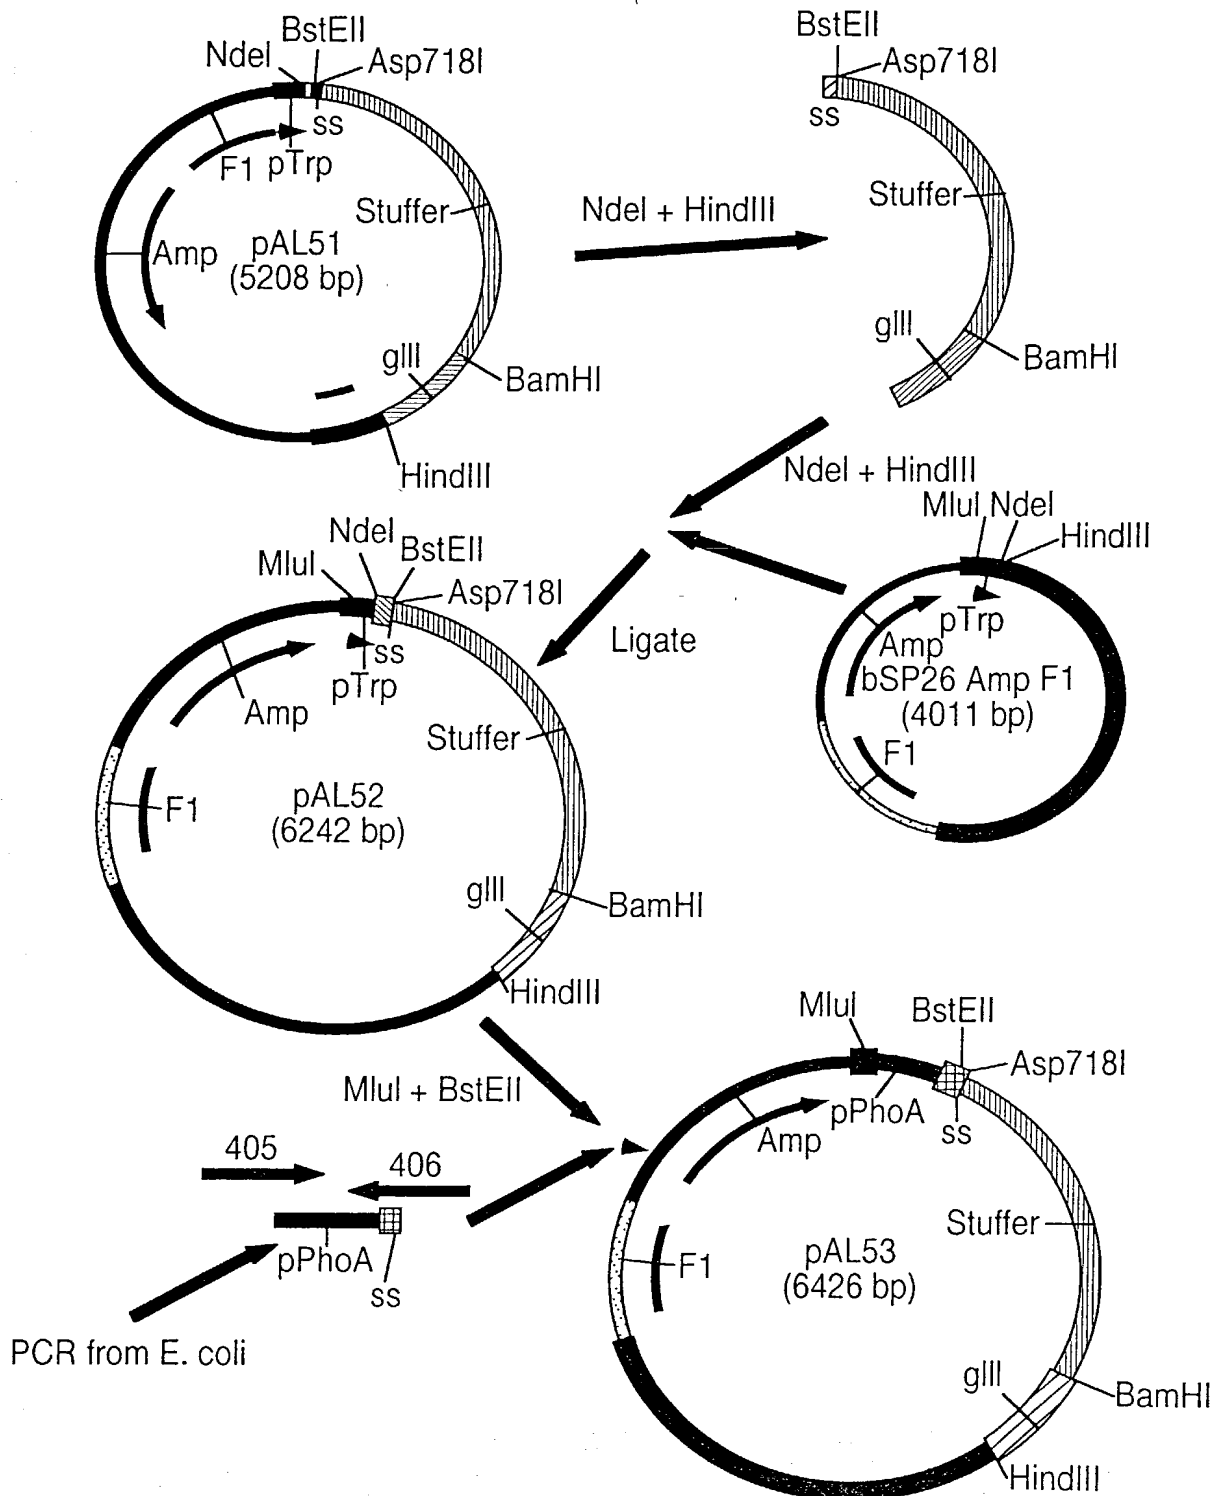 BstEII
NdeI
Asp718I
ss
F1 pTrp
Stuffer
Amp
pAL51
(5208 bp)
gIII
BamHI
HindIII
NdeI + HindIII
BstEII
Asp718I
ss
Stuffer
gIII
BamHI
NdeI + HindIII
MluI NdeI
HindIII
pTrp
Amp
bSP26 Amp F1
(4011 bp)
F1
Ligate
NdeI
BstEII
MluI
Asp718I
ss
pTrp
Amp
Stuffer
F1
pAL52
(6242 bp)
gIII
BamHI
HindIII
MluI + BstEII
405
406
pPhoA
ss
PCR from E. coli
MluI
BstEII
Asp718I
pPhoA
ss
Amp
Stuffer
F1
pAL53
(6426 bp)
gIII
BamHI
HindIII